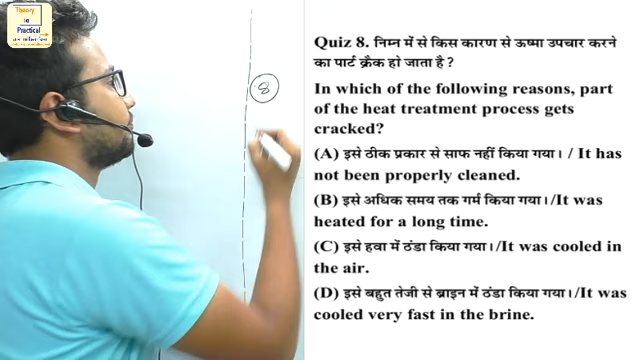 Theory
to
Practical
8
Quiz 8. निम्न में से किस कारण से ऊष्मा उपचार करने
का पार्ट क्रैक हो जाता है ?
In which of the following reasons, part
of the heat treatment process gets
cracked?
(A) इसे ठीक प्रकार से साफ नहीं किया गया। / It has
not been properly cleaned.
(B) इसे अधिक समय तक गर्म किया गया।/It was
heated for a long time.
(C) इसे हवा में ठंडा किया गया।/It was cooled in
the air.
(D) इसे बहुत तेजी से ब्राइन में ठंडा किया गया।/It was
cooled very fast in the brine.